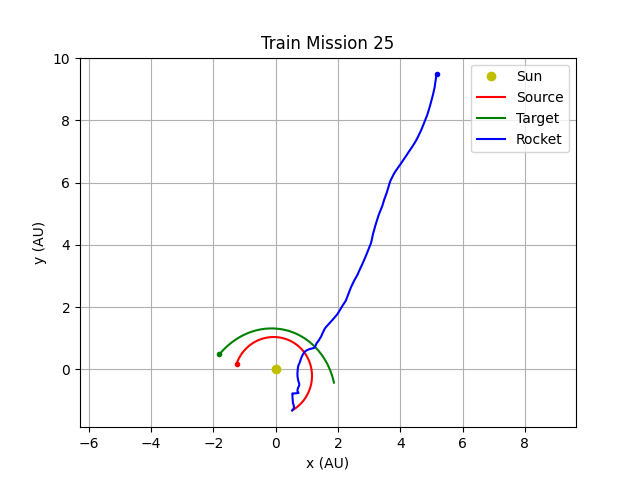 Train Mission 25
Sun
Source
Target
Rocket
10
8
6
4
2
0
y (AU)
−6 −4 −2 0 2 4 6 8
x (AU)